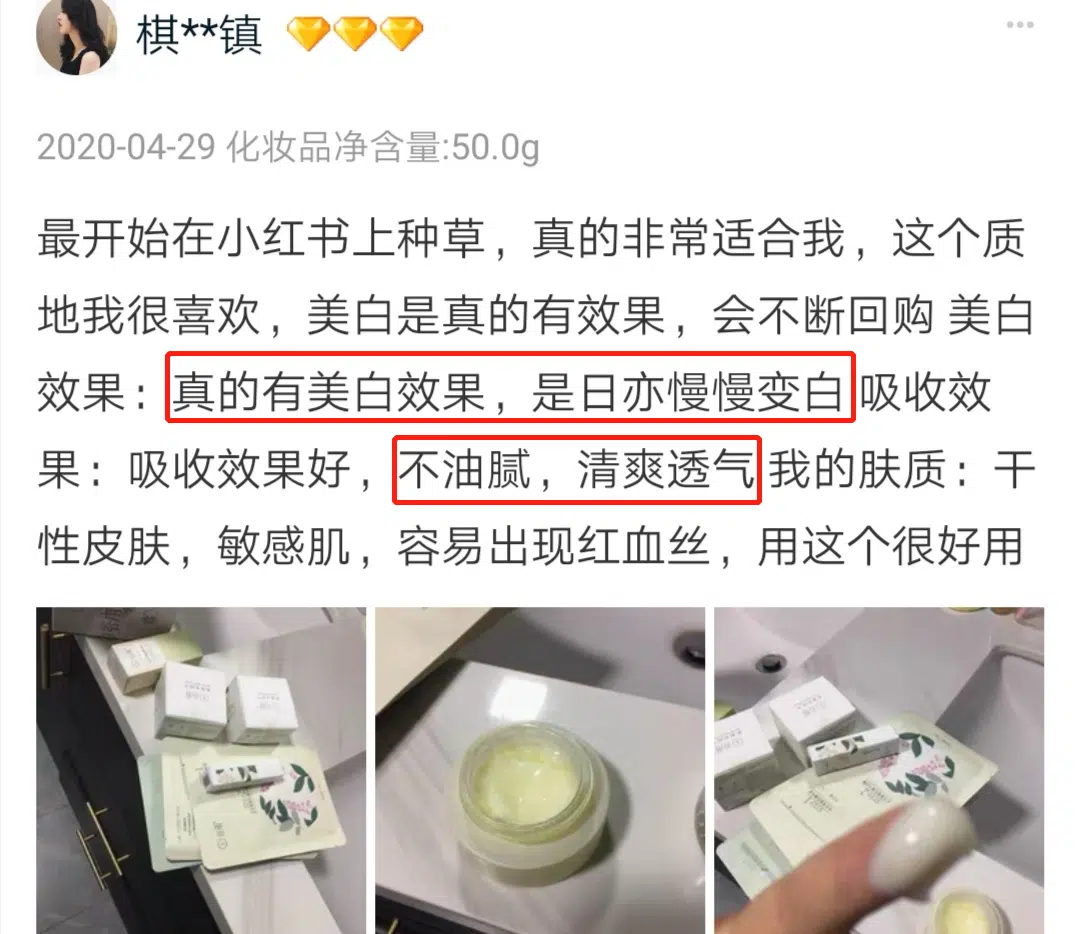 棋**镇
2020-04-29 化妆品净含量:50.0g
最开始在小红书上种草，真的非常适合我，这个质
地我很喜欢，美白是真的有效果，会不断回购 美白
效果：真的有美白效果，是日亦慢慢变白 吸收效
果：吸收效果好，不油腻，清爽透气 我的肤质：干
性皮肤，敏感肌，容易出现红血丝，用这个很好用